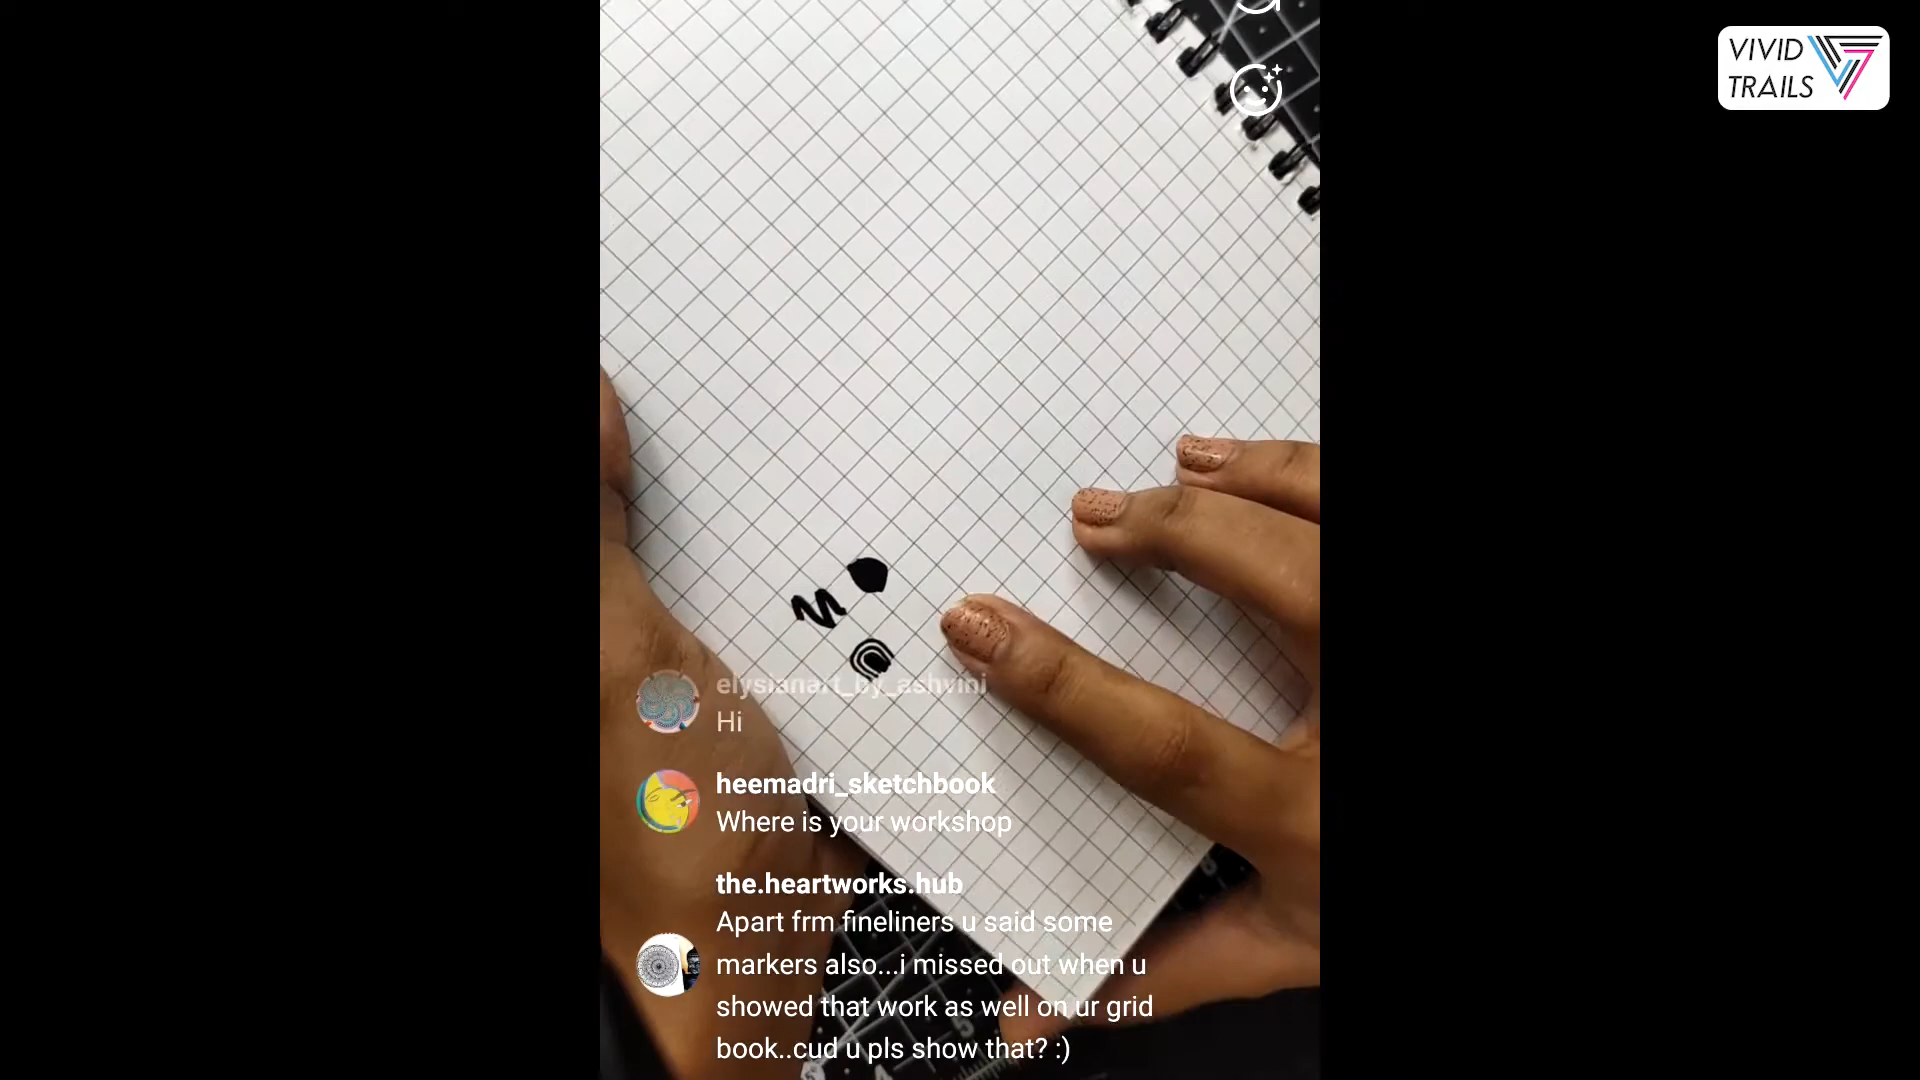 VIVID
TRAILS
elysianart_by_ashvini
Hi
heemadri_sketchbook
Where is your workshop
the.heartworks.hub
Apart frm fineliners u said some
markers also...i missed out when u
showed that work as well on ur grid
book..cud u pls show that? :)